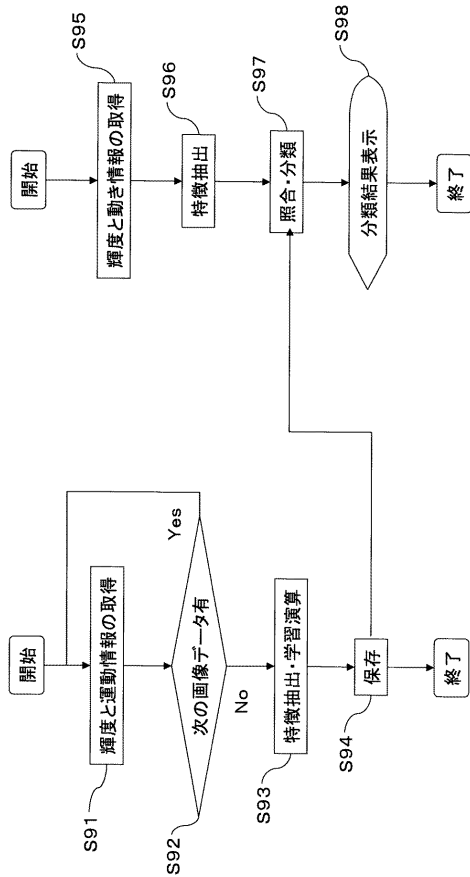 開始
S91
輝度と運動情報の取得
S92
次の画像データ有
Yes
No
S93
特徴抽出・学習演算
S94
保存
終了
開始
S95
輝度と動き情報の取得
S96
特徴抽出
S97
照合・分類
S98
分類結果表示
終了